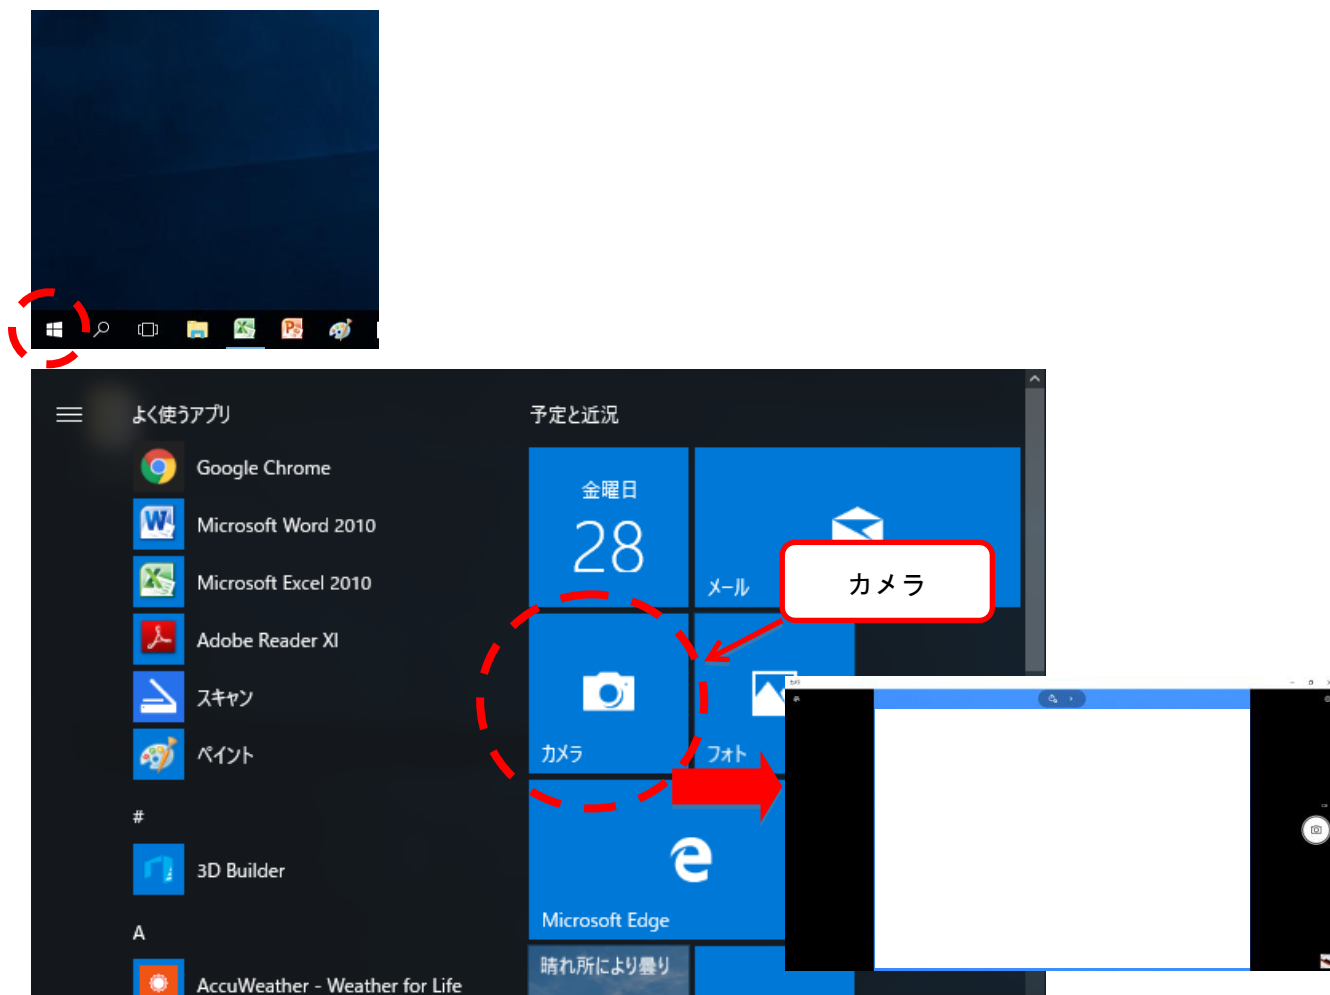 よく使うアプリ
Google Chrome
Microsoft Word 2010
Microsoft Excel 2010
Adobe Reader XI
スキャン
ペイント
#
3D Builder
A
AccuWeather - Weather for Life
予定と近況
金曜日
28
メール
カメラ
カメラ
フォト
Microsoft Edge
晴れ所により曇り
カメラ